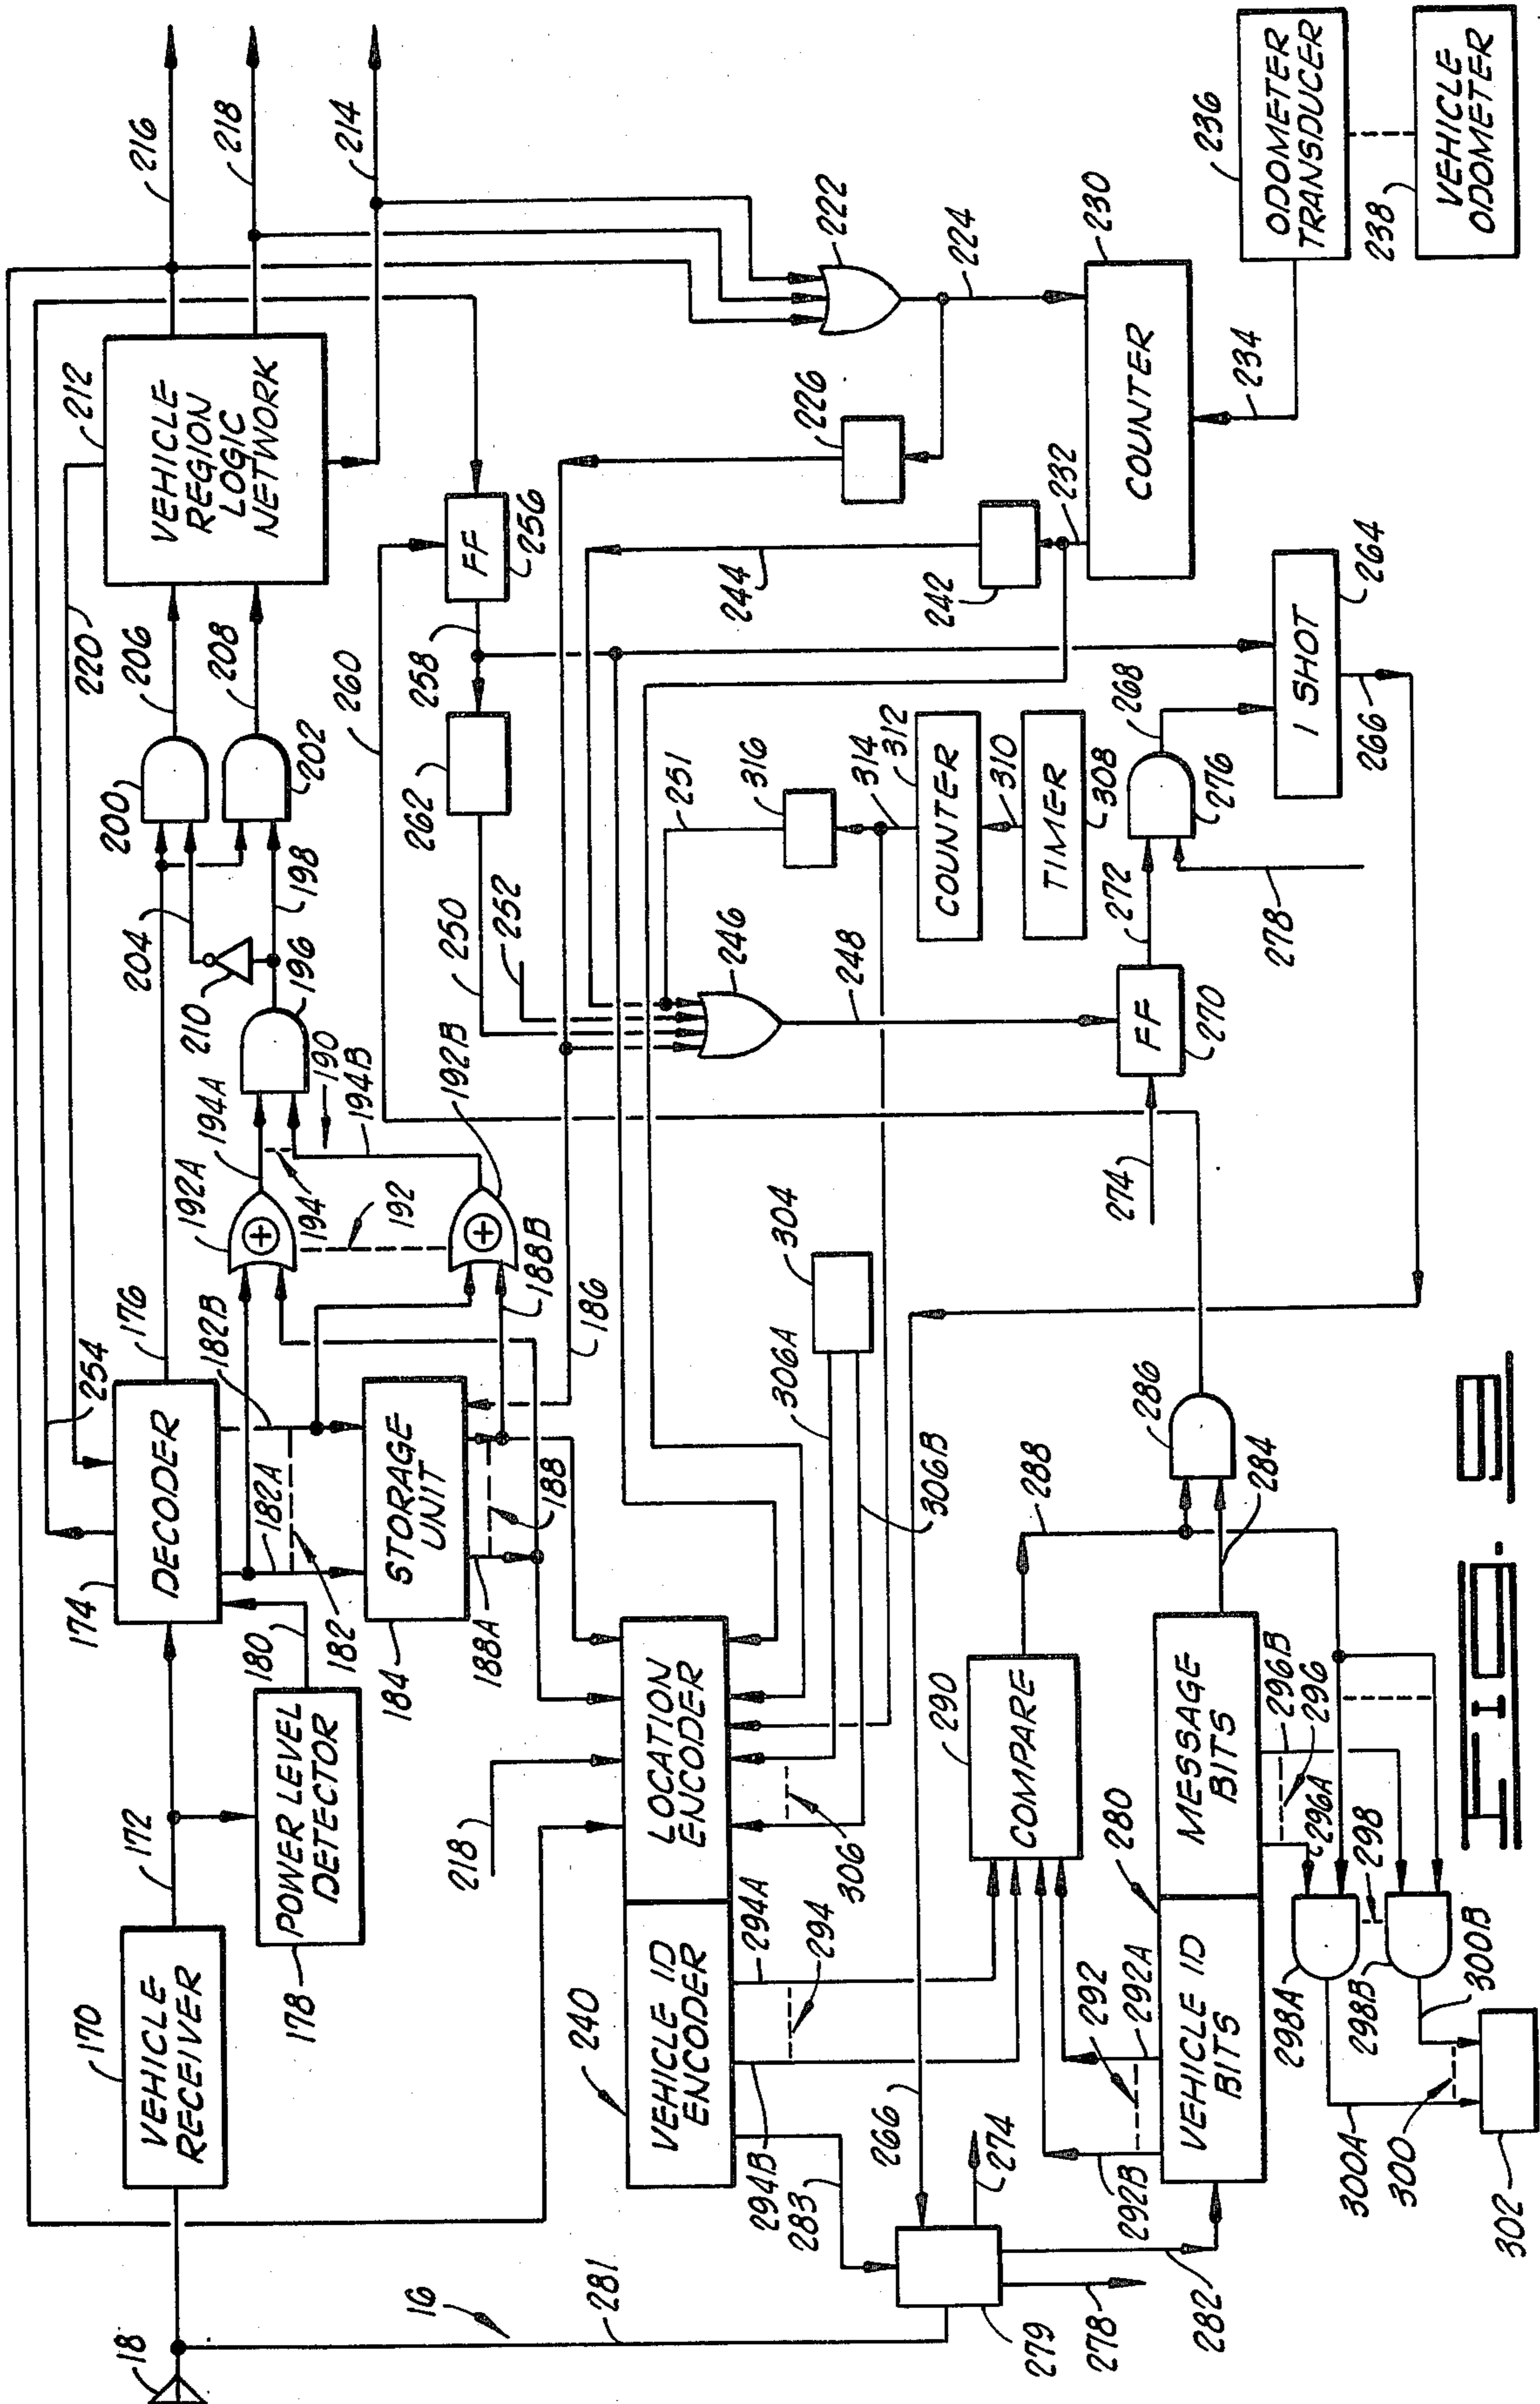 18
16
281
170
VEHICLE
RECEIVER
172
178
POWER LEVEL
DETECTOR
180
174
DECODER
254
176
182A
182B
182
184
STORAGE
UNIT
188A
188
188B
186
192A
192
192B
194A
194
194B
190
196
210
204
198
200
202
206
208
220
212
VEHICLE
REGION
LOGIC
NETWORK
216
218
214
222
224
226
230
COUNTER
232
234
236
ODOMETER
TRANSDUCER
238
VEHICLE
ODOMETER
242
244
260
FF
256
258
262
250
252
251
246
248
316
314
312
COUNTER
310
TIMER
308
FF
270
272
274
268
276
278
1 SHOT
264
266
218
240
VEHICLE ID
ENCODER
LOCATION
ENCODER
294A
294
294B
283
306
304
306A
306B
266
274
279
278
282
290
COMPARE
288
286
284
292
292A
292B
280
VEHICLE ID
BITS
MESSAGE
BITS
296A
296B
296
298A
298
298B
300A
300
300B
302
FIG. 8